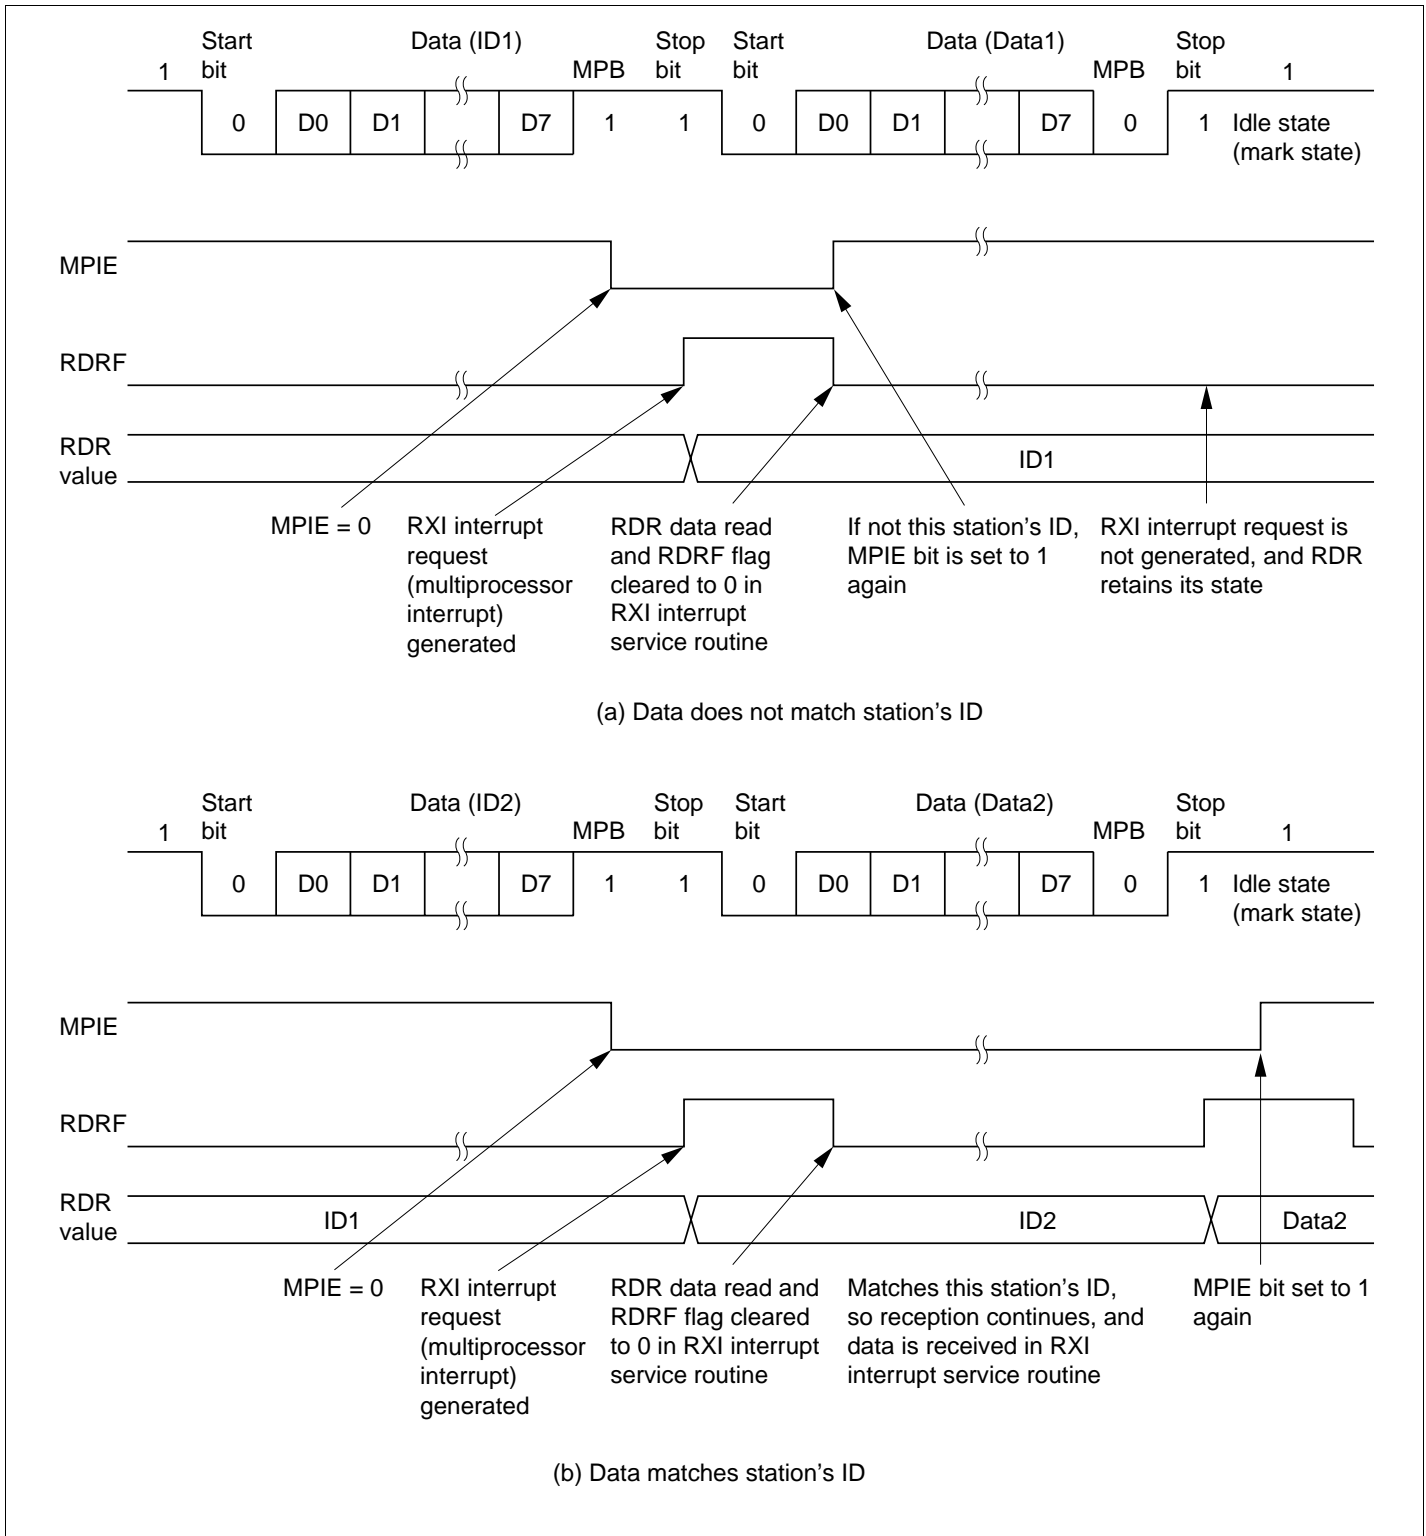 Start Data (ID1) Stop Start Data (Data1) Stop
1 bit MPB bit bit MPB bit 1
0 D0 D1 D7 1 1 0 D0 D1 D7 0 1 Idle state
(mark state)
MPIE
RDRF
RDR
value
ID1
MPIE = 0
RXI interrupt
request
(multiprocessor
interrupt)
generated
RDR data read
and RDRF flag
cleared to 0 in
RXI interrupt
service routine
If not this station’s ID,
MPIE bit is set to 1
again
RXI interrupt request is
not generated, and RDR
retains its state
(a) Data does not match station’s ID
Start Data (ID2) Stop Start Data (Data2) Stop
1 bit MPB bit bit MPB bit 1
0 D0 D1 D7 1 1 0 D0 D1 D7 0 1 Idle state
(mark state)
MPIE
RDRF
RDR
value
ID1 ID2 Data2
MPIE = 0
RXI interrupt
request
(multiprocessor
interrupt)
generated
RDR data read and
RDRF flag cleared
to 0 in RXI interrupt
service routine
Matches this station’s ID,
so reception continues, and
data is received in RXI
interrupt service routine
MPIE bit set to 1
again
(b) Data matches station’s ID